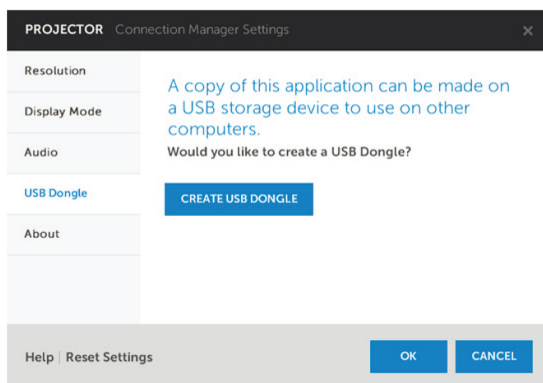 PROJECTOR Connection Manager Settings ×
Resolution
Display Mode
Audio
USB Dongle
About
A copy of this application can be made on
a USB storage device to use on other
computers.
Would you like to create a USB Dongle?
CREATE USB DONGLE
Help | Reset Settings
OK
CANCEL